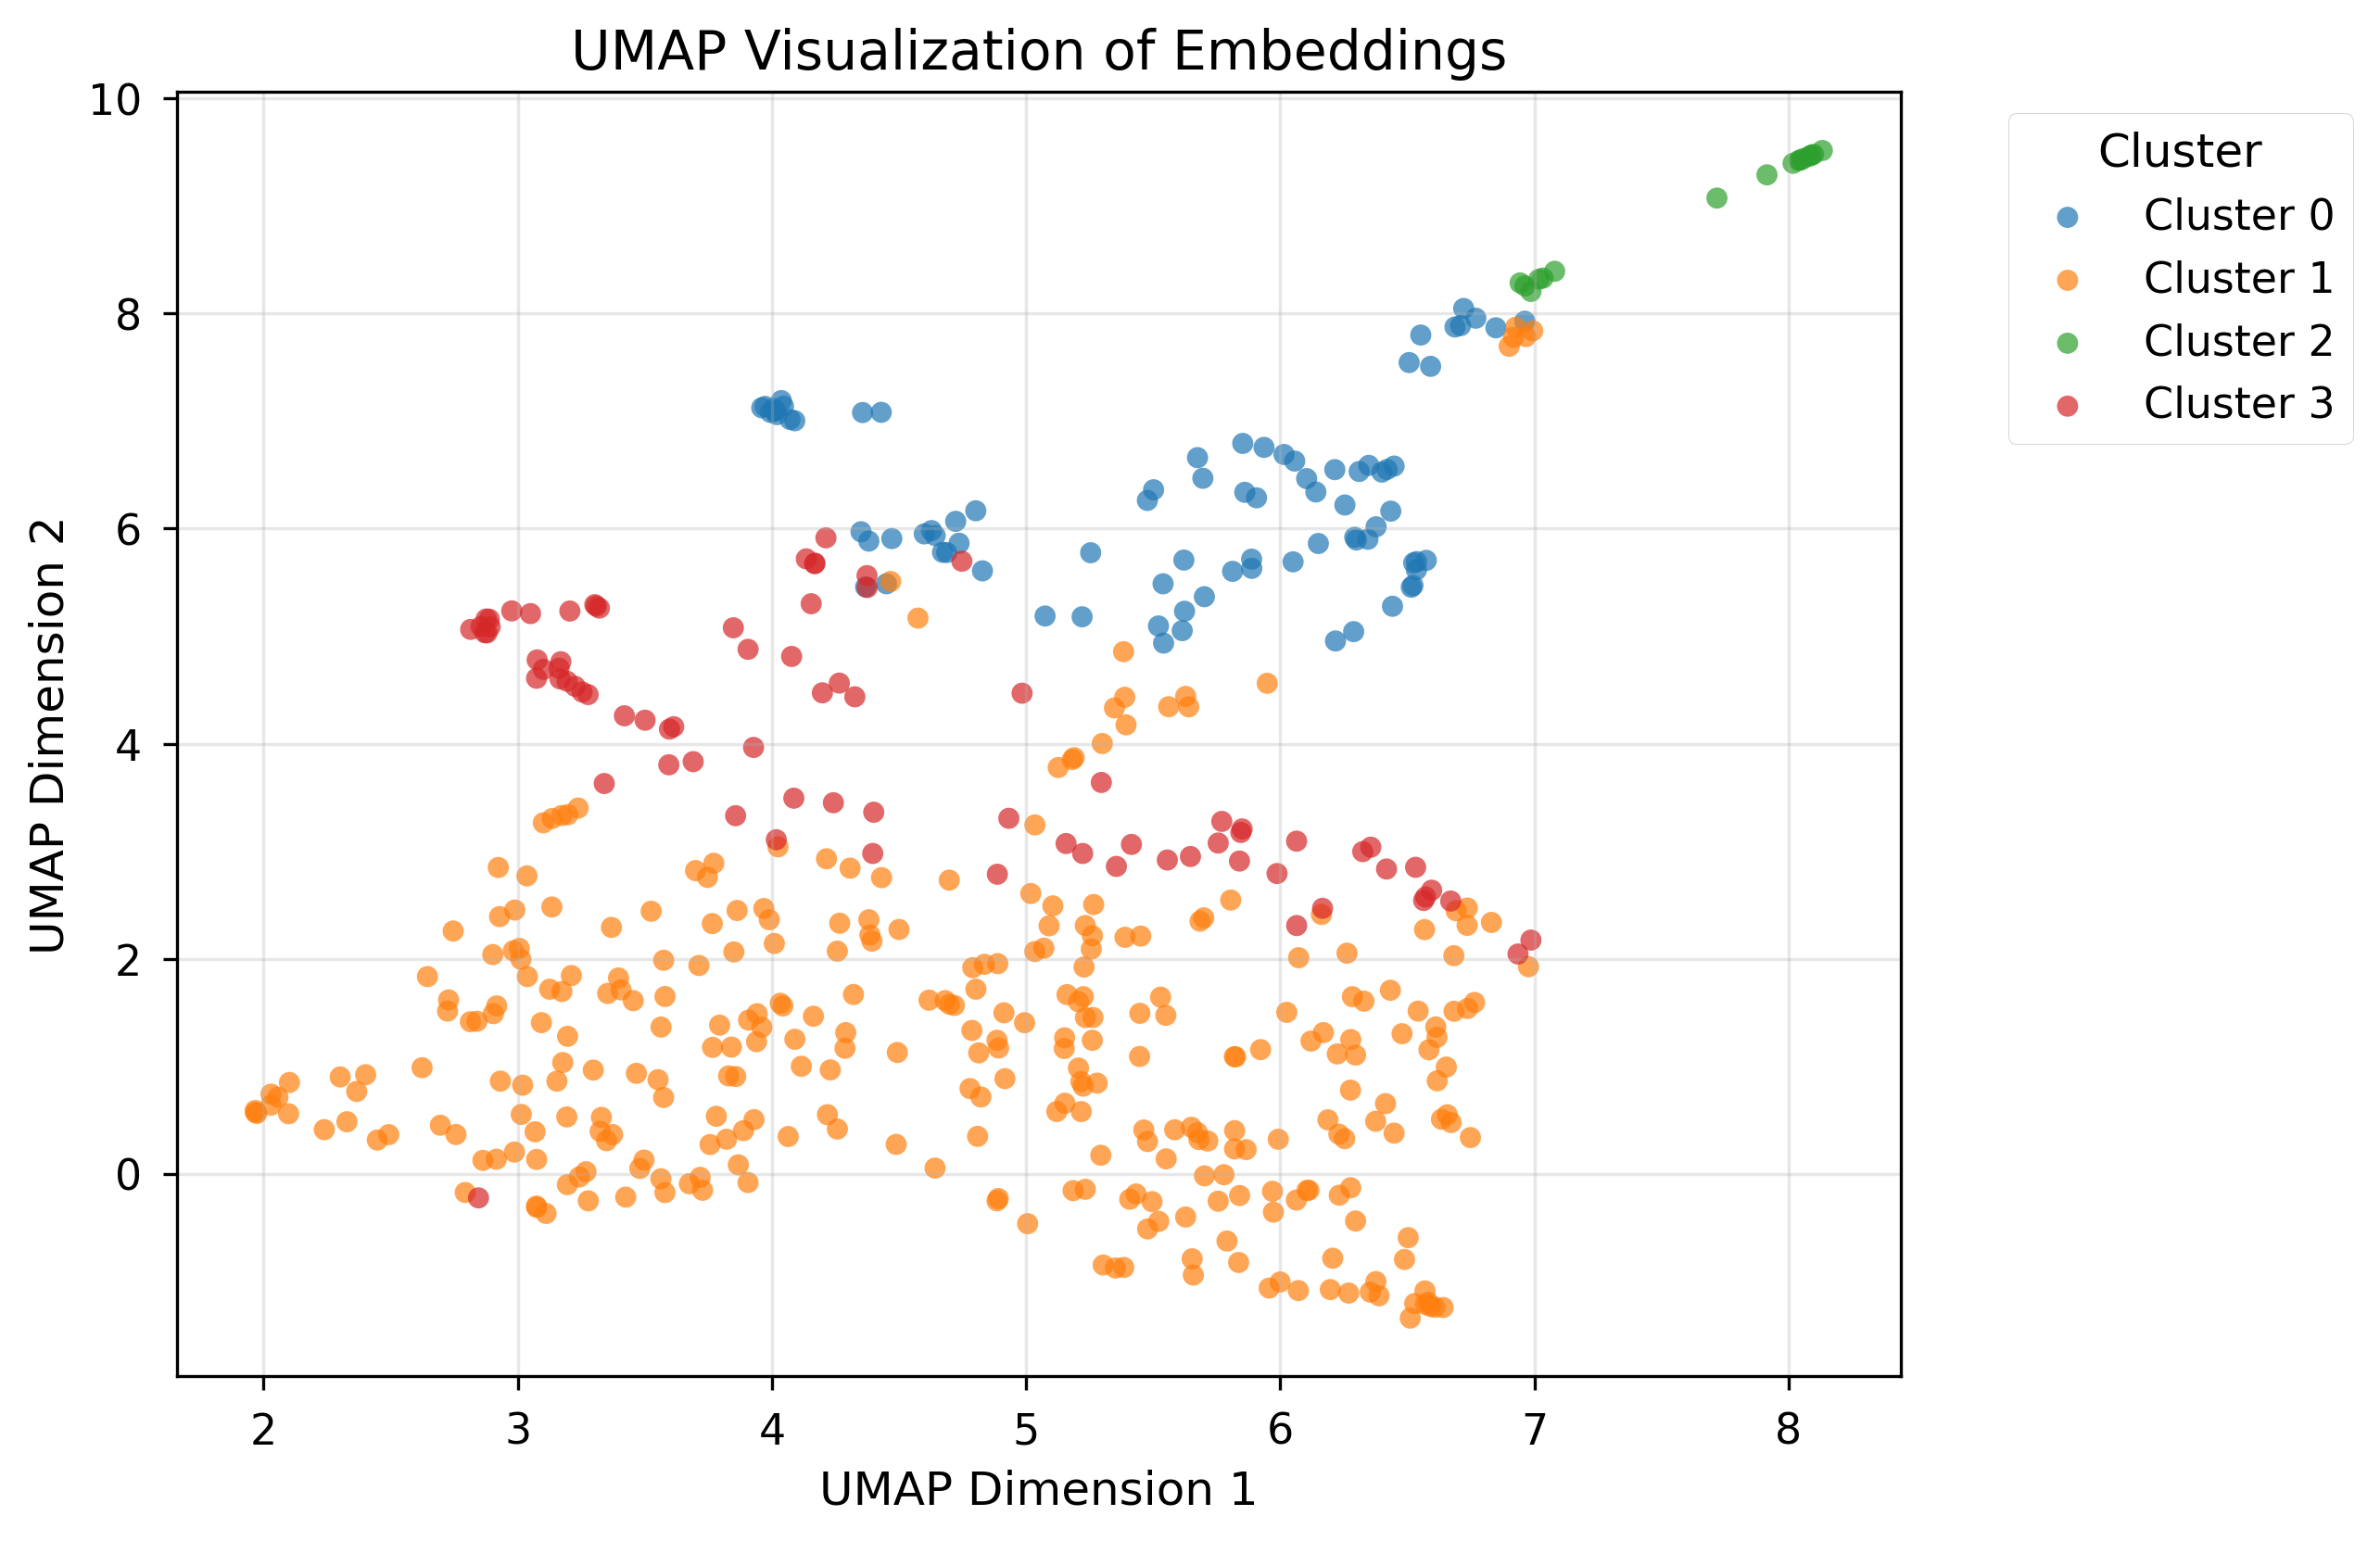 UMAP Visualization of Embeddings
10
8
6
4
2
0
UMAP Dimension 2
2 3 4 5 6 7 8
UMAP Dimension 1
Cluster
Cluster 0
Cluster 1
Cluster 2
Cluster 3